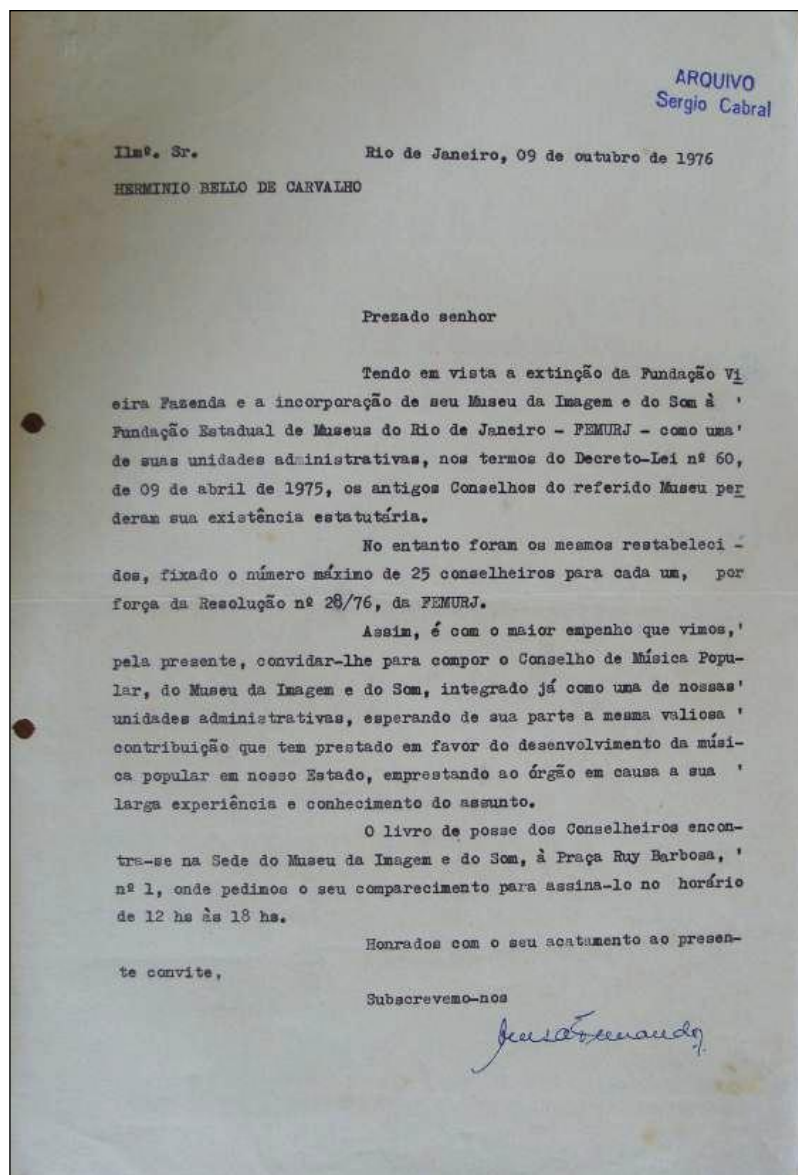 ARQUIVO
Sergio Cabral
Ilmº. Sr. Rio de Janeiro, 09 de outubro de 1976
HERMINIO BELLO DE CARVALHO
Prezado senhor
Tendo em vista a extinção da Fundação Vi
eira Fazenda e a incorporação de seu Museu da Imagem e do Som à '
Fundação Estadual de Museus do Rio de Janeiro - FEMURJ - como uma'
de suas unidades administrativas, nos termos do Decreto-Lei nº 60,
de 09 de abril de 1975, os antigos Conselhos do referido Museu per
deram sua existência estatutária.
No entanto foram os mesmos restabeleci -
dos, fixado o número máximo de 25 conselheiros para cada um, por
força da Resolução nº 28/76, da FEMURJ.
Assim, é com o maior empenho que vimos,'
pela presente, convidar-lhe para compor o Conselho de Música Popu-
lar, do Museu da Imagem e do Som, integrado já como uma de nossas'
unidades administrativas, esperando de sua parte a mesma valiosa '
contribuição que tem prestado em favor do desenvolvimento da músi-
ca popular em nosso Estado, emprestando ao órgão em causa a sua '
larga experiência e conhecimento do assunto.
O livro de posse dos Conselheiros encon-
tra-se na Sede do Museu da Imagem e do Som, à Praça Ruy Barbosa, '
nº 1, onde pedimos o seu comparecimento para assina-lo no horário
de 12 hs às 18 hs.
Honrados com o seu acatamento ao presen-
te convite,
Subscrevemo-nos